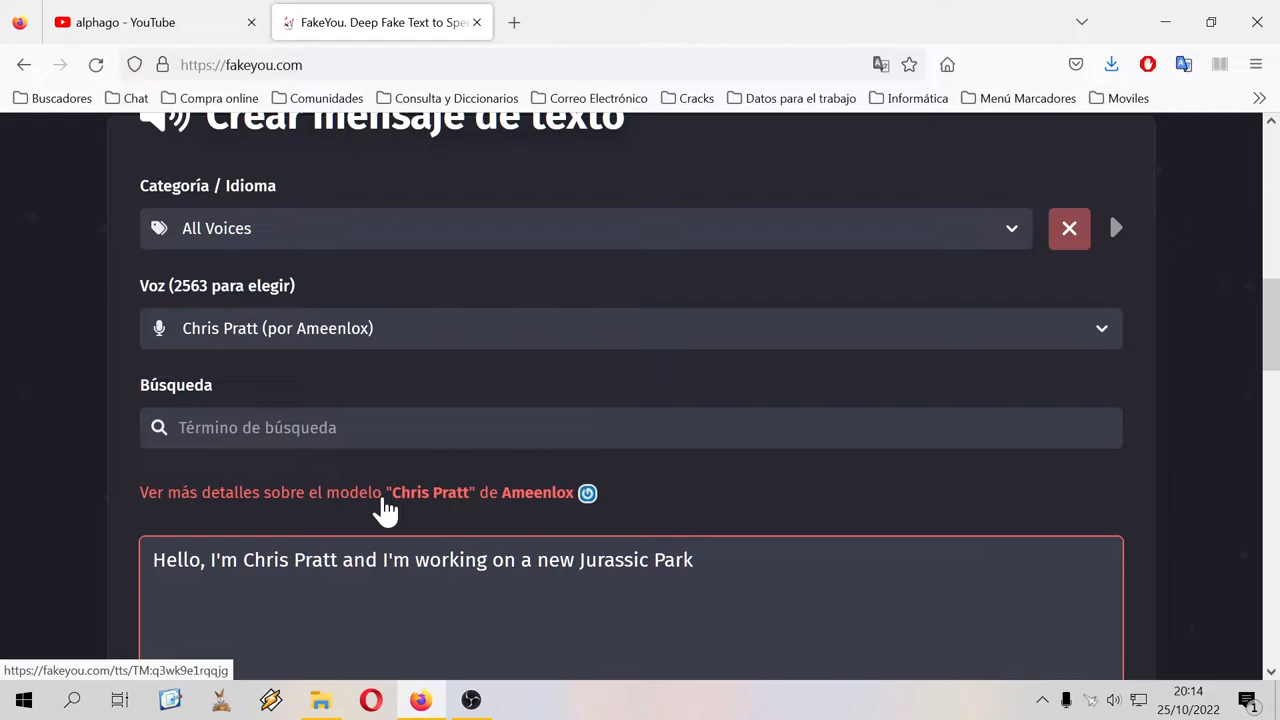 alphago - YouTube
FakeYou. Deep Fake Text to Spee
https://fakeyou.com
Buscadores
Chat
Compra online
Comunidades
Consulta y Diccionarios
Correo Electrónico
Cracks
Datos para el trabajo
Informática
Menú Marcadores
Moviles
Crear mensaje de texto
Categoría / Idioma
All Voices
Voz (2563 para elegir)
Chris Pratt (por Ameenlox)
Búsqueda
Término de búsqueda
Ver más detalles sobre el modelo "Chris Pratt" de Ameenlox
Hello, I'm Chris Pratt and I'm working on a new Jurassic Park
https://fakeyou.com/tts/TM:q3wk9e1rqqjg
20:14
25/10/2022
1